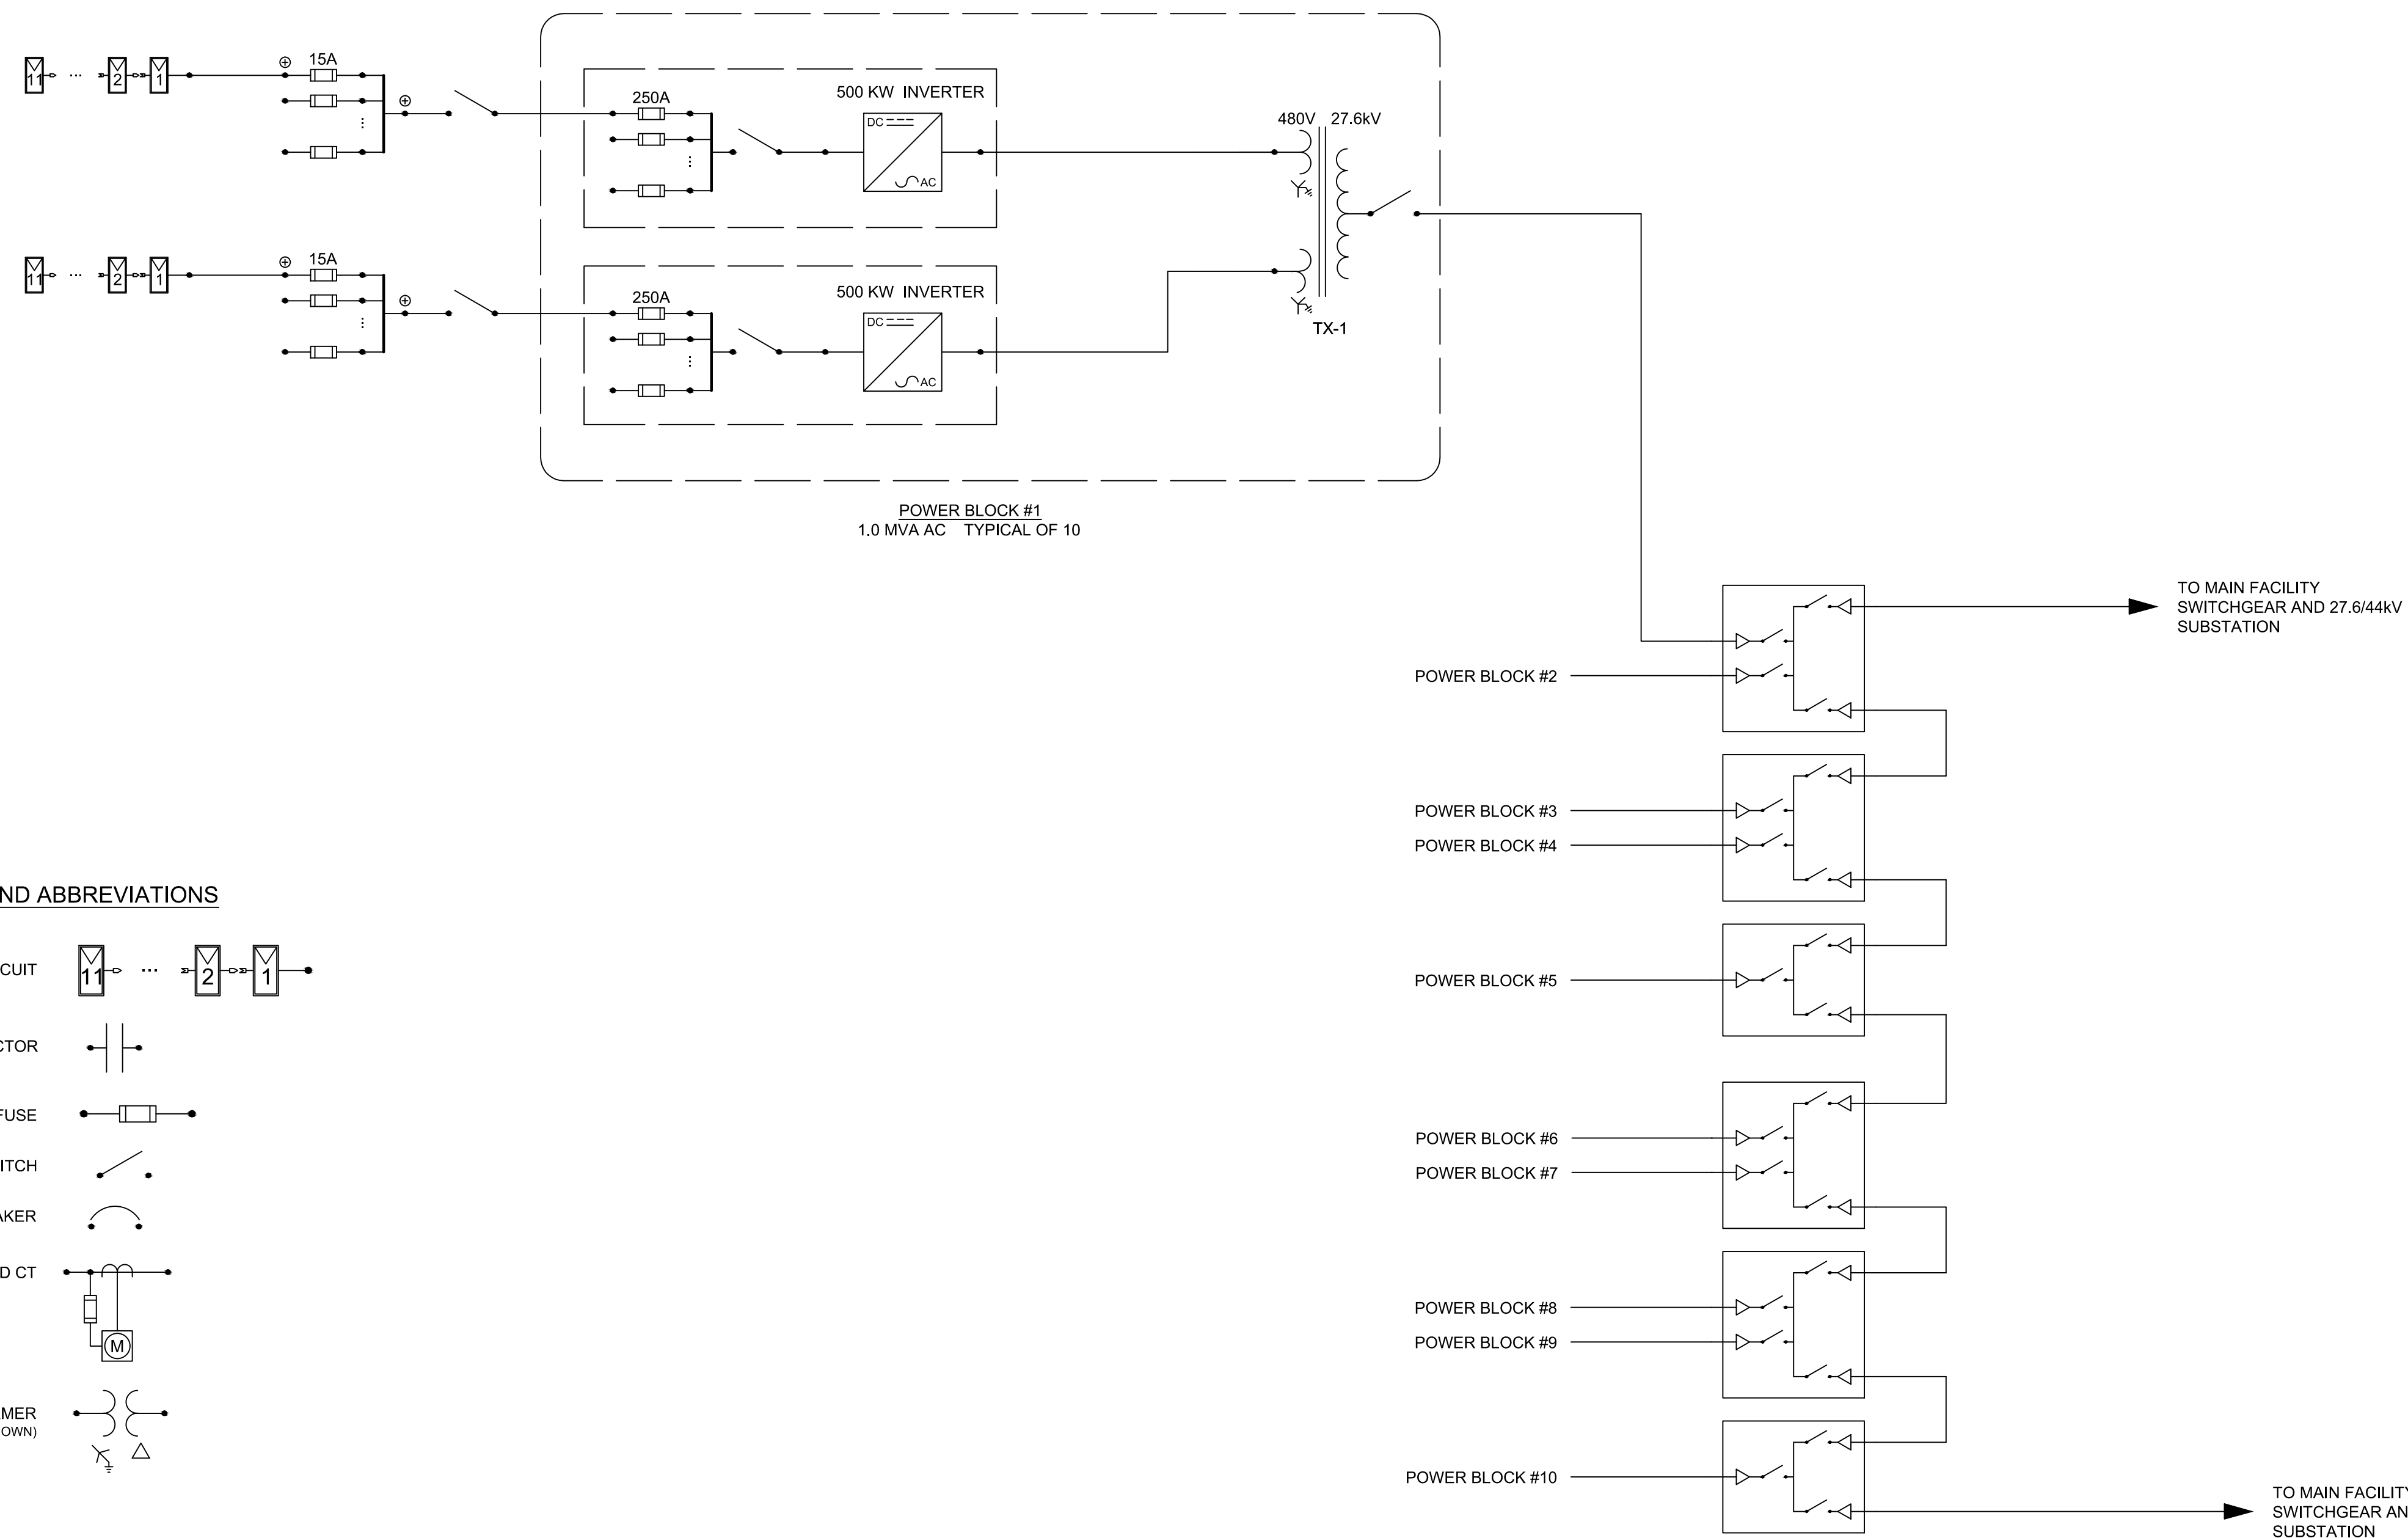 11 ... 2 1
⊕ 15A
⊕
250A
500 KW INVERTER
DC
AC
480V 27.6kV
11 ... 2 1
⊕ 15A
⊕
250A
500 KW INVERTER
DC
AC
TX-1
POWER BLOCK #1
1.0 MVA AC TYPICAL OF 10
TO MAIN FACILITY
SWITCHGEAR AND 27.6/44kV
SUBSTATION
POWER BLOCK #2
POWER BLOCK #3
POWER BLOCK #4
POWER BLOCK #5
POWER BLOCK #6
POWER BLOCK #7
POWER BLOCK #8
POWER BLOCK #9
POWER BLOCK #10
TO MAIN FACILITY
SWITCHGEAR AN
SUBSTATION
ND ABBREVIATIONS
CUIT
11 ... 2 1
CTOR
FUSE
ITCH
AKER
D CT
M
MER
OWN)